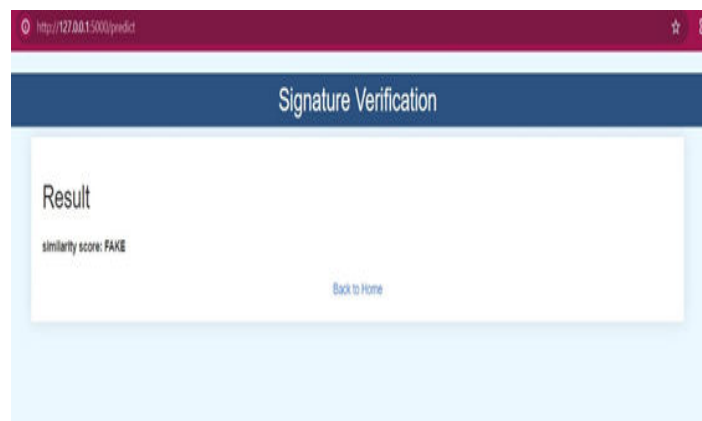 http://127.0.0.1:5000/predict
Signature Verification
Result
similarity score: FAKE
Back to Home